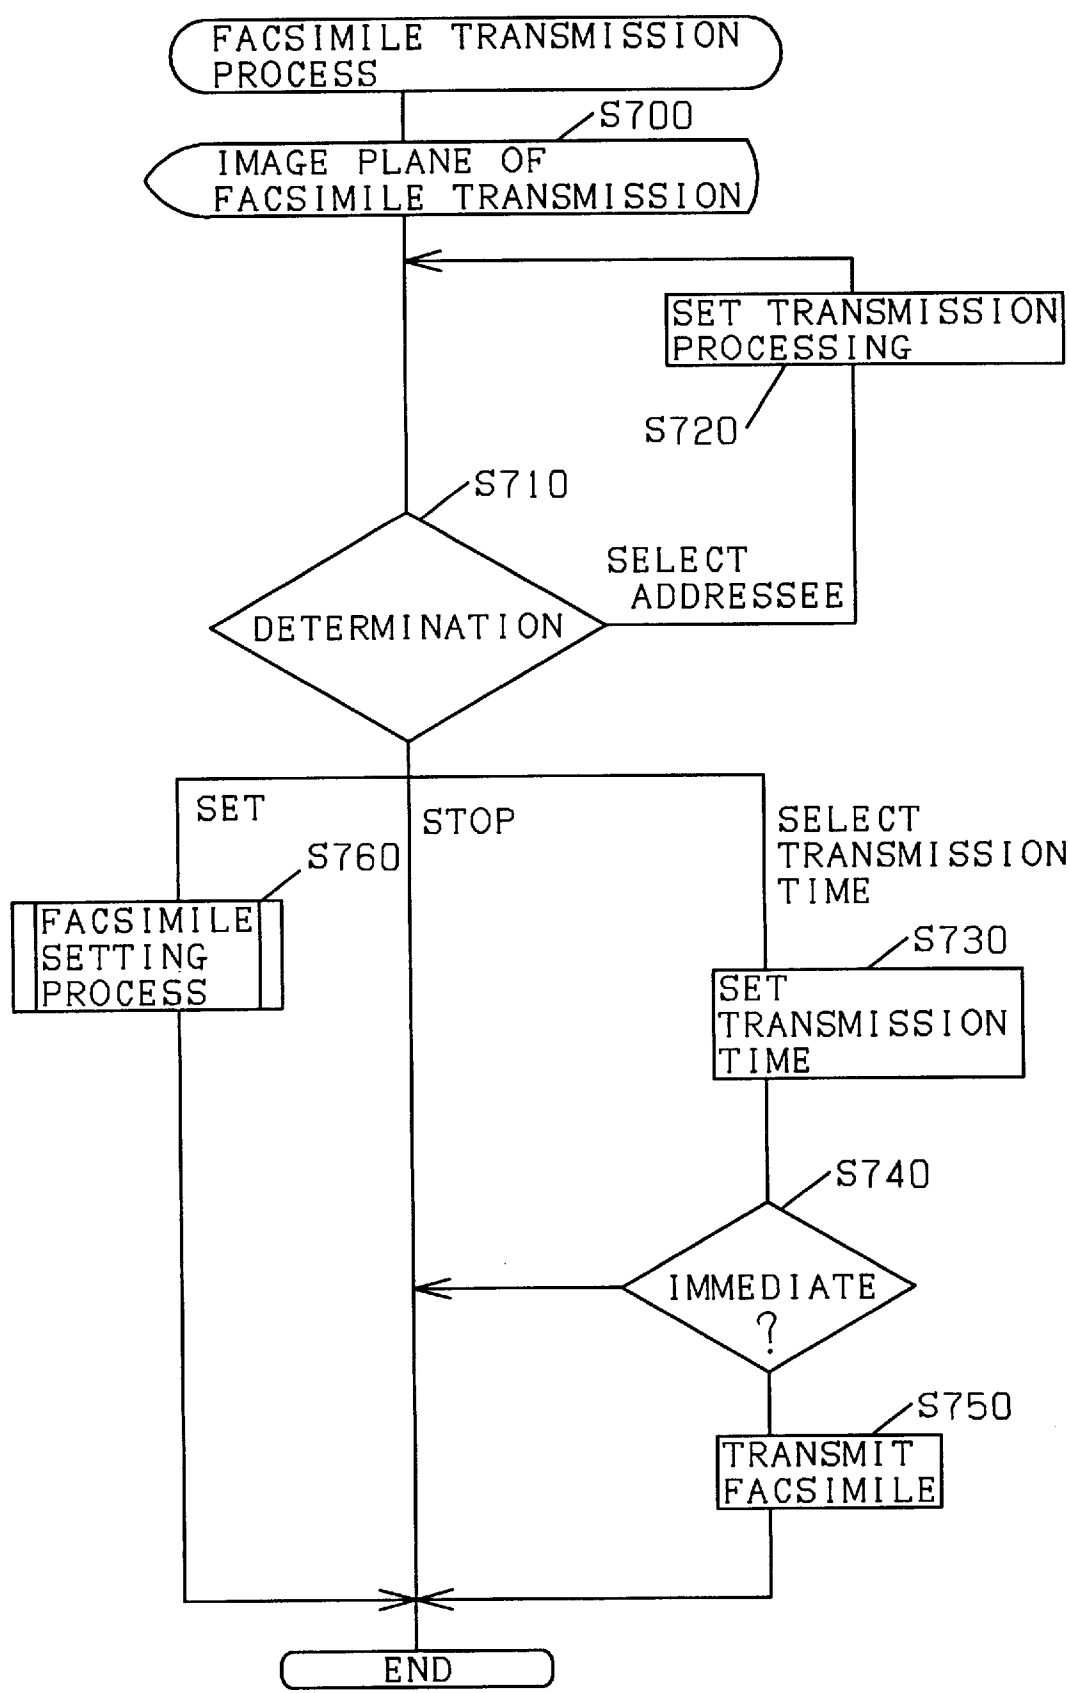 FACSIMILE TRANSMISSION
PROCESS
S700
IMAGE PLANE OF
FACSIMILE TRANSMISSION
SET TRANSMISSION
PROCESSING
S720
S710
SELECT
ADDRESSEE
DETERMINATION
SET
STOP
SELECT
TRANSMISSION
TIME
S760
FACSIMILE
SETTING
PROCESS
S730
SET
TRANSMISSION
TIME
S740
IMMEDIATE
?
S750
TRANSMIT
FACSIMILE
END